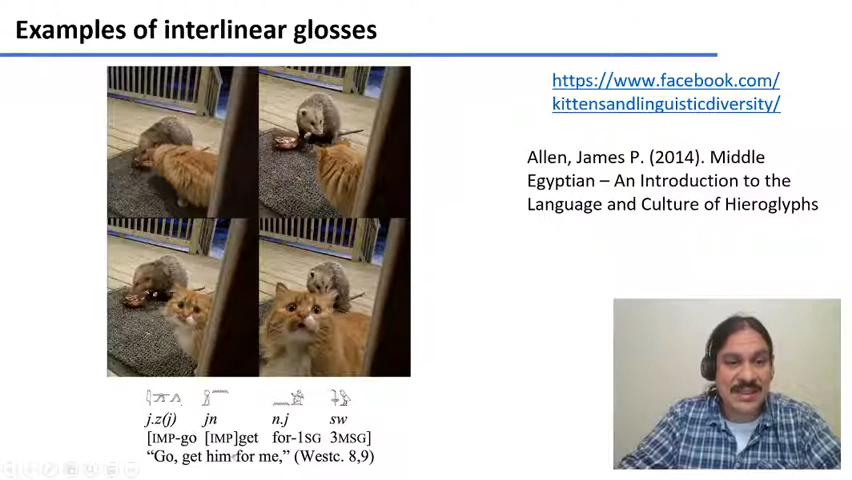 Examples of interlinear glosses
https://www.facebook.com/
kittensandlinguisticdiversity/
Allen, James P. (2014). Middle
Egyptian – An Introduction to the
Language and Culture of Hieroglyphs
j.z(j) jn n.j sw
[IMP-go [IMP]get for-1SG 3MSG]
“Go, get him for me,” (Westc. 8,9)